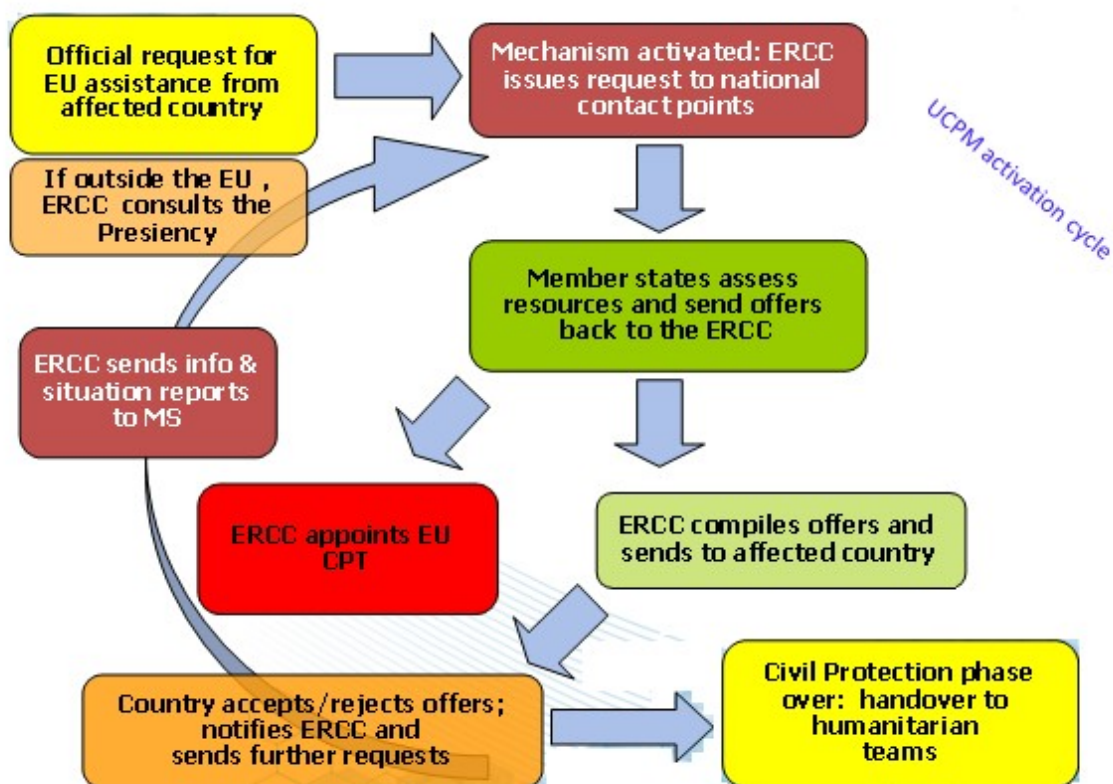 Official request for
EU assistance from
affected country
Mechanism activated: ERCC
issues request to national
contact points
UCPM activation cycle
If outside the EU ,
ERCC consults the
Presiency
Member states assess
resources and send offers
back to the ERCC
ERCC sends info &
situation reports
to MS
ERCC appoints EU
CPT
ERCC compiles offers and
sends to affected country
Country accepts/rejects offers;
notifies ERCC and
sends further requests
Civil Protection phase
over: handover to
humanitarian
teams